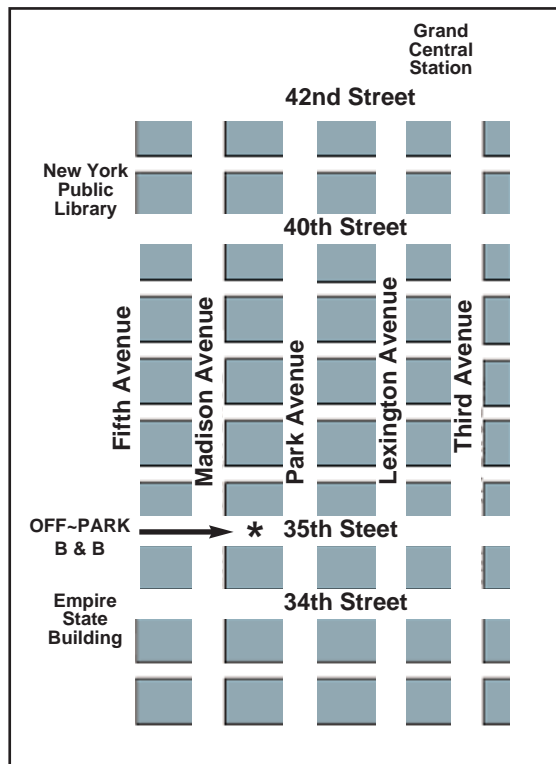 Grand
Central
Station
42nd Street
New York
Public
Library
40th Street
Fifth Avenue
Madison Avenue
Park Avenue
Lexington Avenue
Third Avenue
OFF~PARK
B & B
*
35th Steet
34th Street
Empire
State
Building